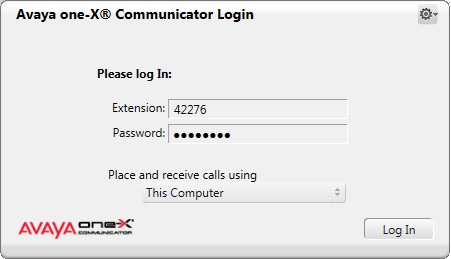 Avaya one-X® Communicator Login
Please log In:
Extension: 42276
Password: ●●●●●●●●
Place and receive calls using
This Computer
AVAYA one-X COMMUNICATOR
Log In